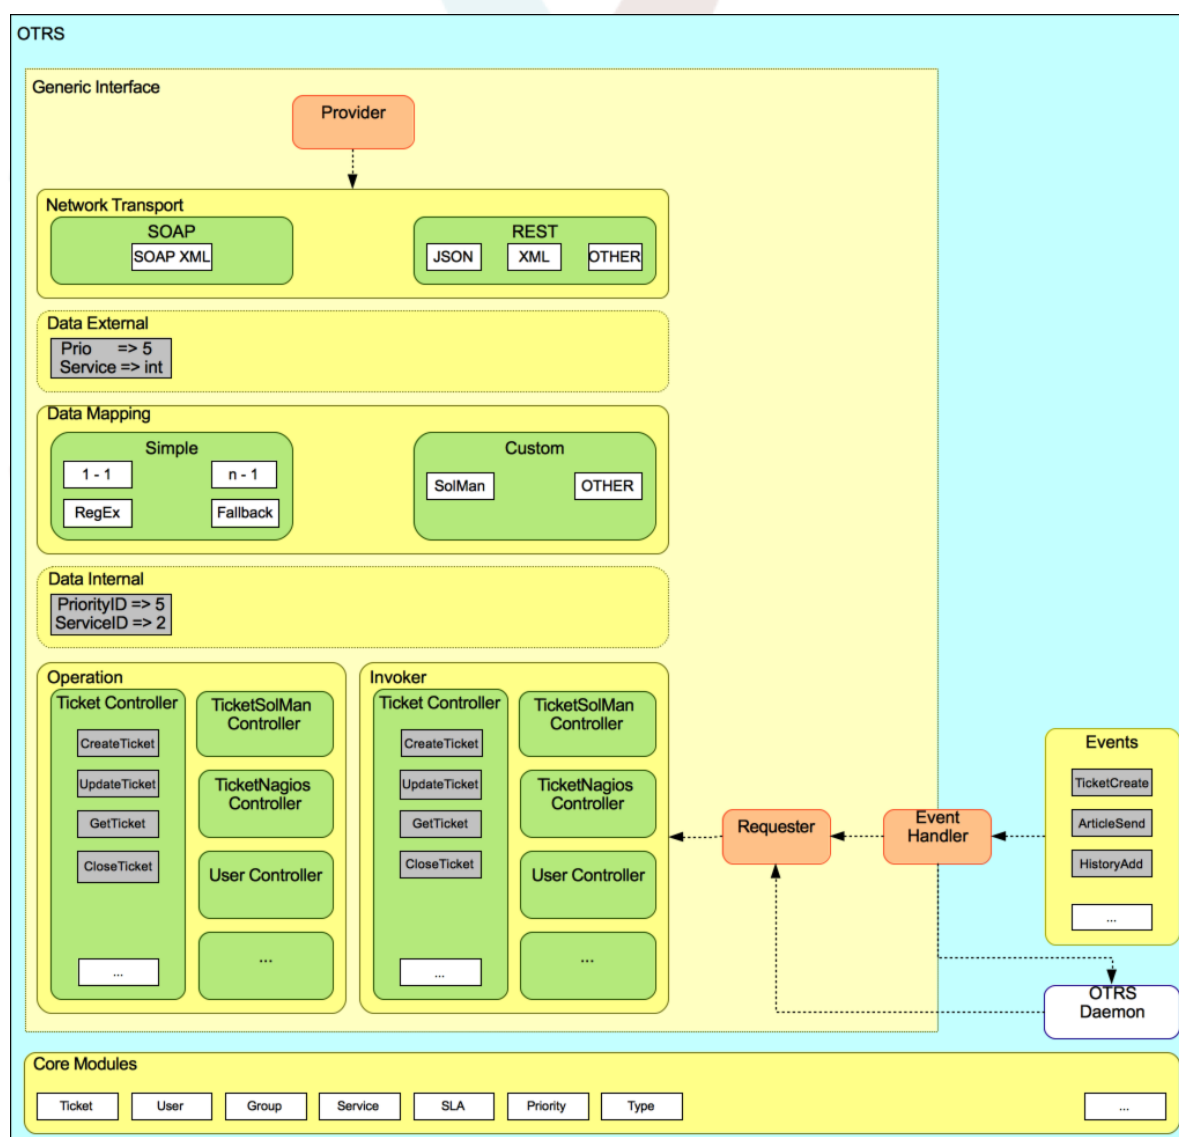 OTRS
Generic Interface
Provider
Network Transport
SOAP
SOAP XML
REST
JSON
XML
OTHER
Data External
Prio => 5
Service => int
Data Mapping
Simple
1 - 1
n - 1
RegEx
Fallback
Custom
SolMan
OTHER
Data Internal
PriorityID => 5
ServiceID => 2
Operation
Ticket Controller
CreateTicket
UpdateTicket
GetTicket
CloseTicket
...
TicketSolMan
Controller
TicketNagios
Controller
User Controller
...
Invoker
Ticket Controller
CreateTicket
UpdateTicket
GetTicket
CloseTicket
...
TicketSolMan
Controller
TicketNagios
Controller
User Controller
...
Requester
Event
Handler
Events
TicketCreate
ArticleSend
HistoryAdd
...
OTRS
Daemon
Core Modules
Ticket
User
Group
Service
SLA
Priority
Type
...